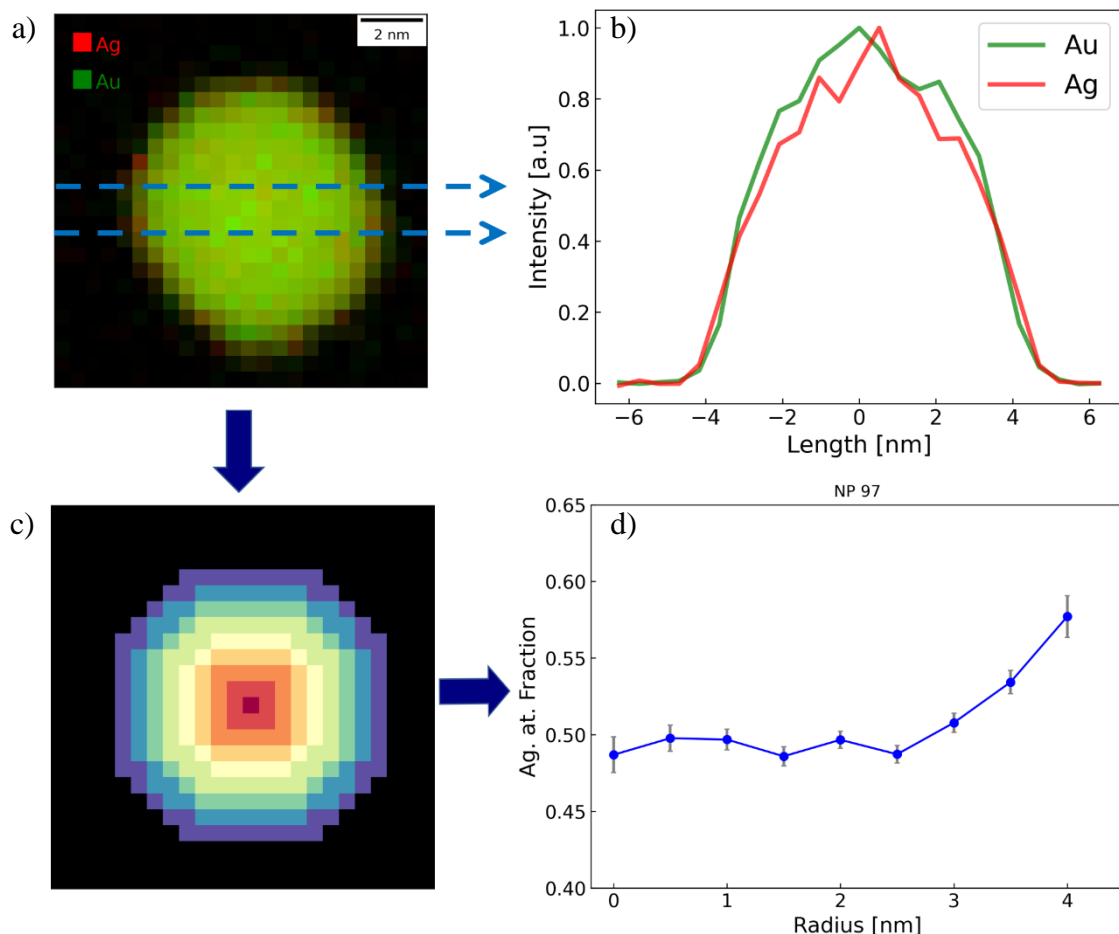 a)
Ag
Au
2 nm
b)
1.0
0.8
0.6
0.4
0.2
0.0
Intensity [a.u]
Au
Ag
−6 −4 −2 0 2 4 6
Length [nm]
c)
NP 97
d)
0.65
0.60
0.55
0.50
0.45
0.40
Ag. at. Fraction
0 1 2 3 4
Radius [nm]